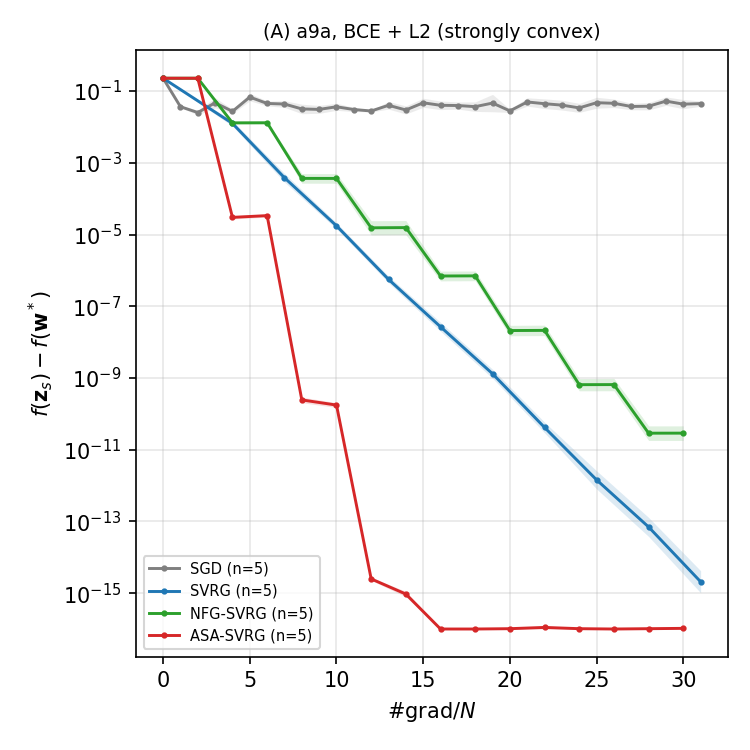 (A) a9a, BCE + L2 (strongly convex)
f(𝐳ₛ) − f(𝐰*)
10⁻¹
10⁻³
10⁻⁵
10⁻⁷
10⁻⁹
10⁻¹¹
10⁻¹³
10⁻¹⁵
SGD (n=5)
SVRG (n=5)
NFG-SVRG (n=5)
ASA-SVRG (n=5)
0 5 10 15 20 25 30
#grad/N